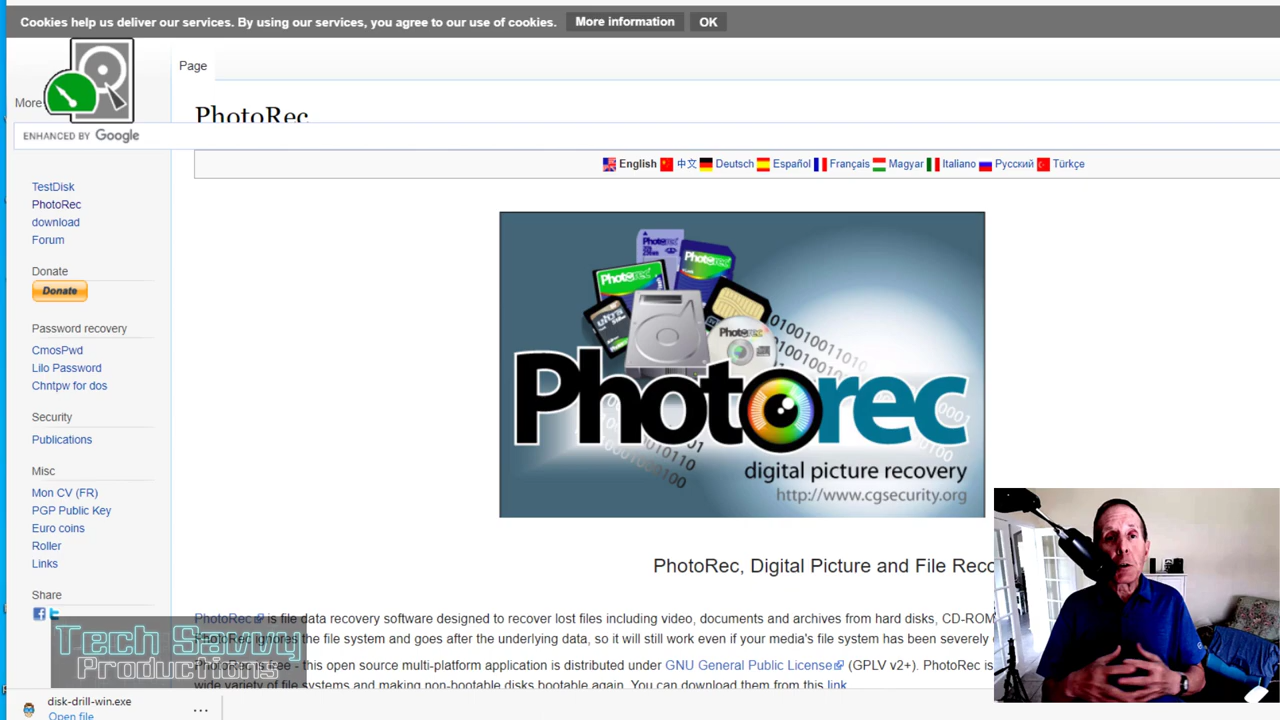 Cookies help us deliver our services. By using our services, you agree to our use of cookies. More information OK
Page
More
PhotoRec
ENHANCED BY Google
English 中文 Deutsch Español Français Magyar Italiano Русский Türkçe
TestDisk
PhotoRec
download
Forum
Donate
Donate
Password recovery
CmosPwd
Lilo Password
Chntpw for dos
Security
Publications
Misc
Mon CV (FR)
PGP Public Key
Euro coins
Roller
Links
Share
Photorec
Photorec
Photorec
Photorec
ultra
010010011010
Photorec
digital picture recovery
http://www.cgsecurity.org
PhotoRec, Digital Picture and File Reco
PhotoRec is file data recovery software designed to recover lost files including video, documents and archives from hard disks, CD-ROM
PhotoRec ignores the file system and goes after the underlying data, so it will still work even if your media's file system has been severely
PhotoRec is free - this open source multi-platform application is distributed under GNU General Public License (GPLV v2+). PhotoRec is
wide variety of file systems and making non-bootable disks bootable again. You can download them from this link.
Tech Savvy
Productions
disk-drill-win.exe
Open file